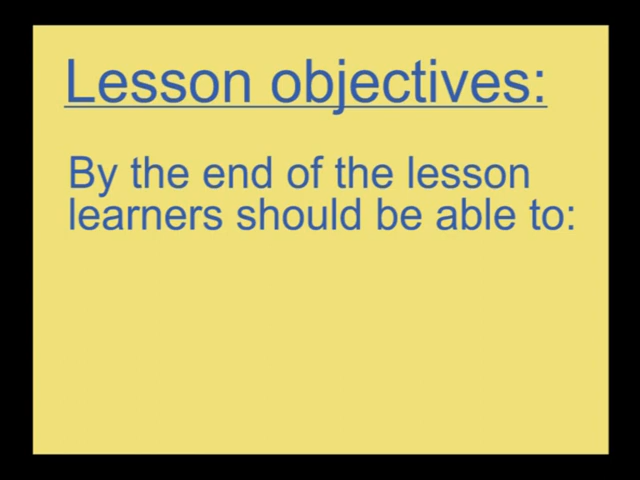 Lesson objectives:
By the end of the lesson
learners should be able to: